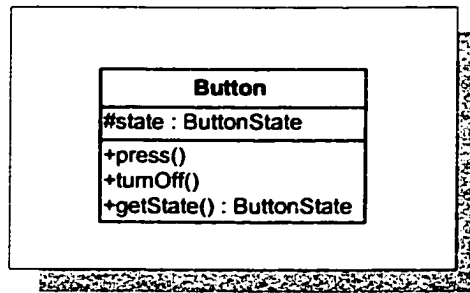 Button
#state : ButtonState
+press()
+turnOff()
+getState() : ButtonState